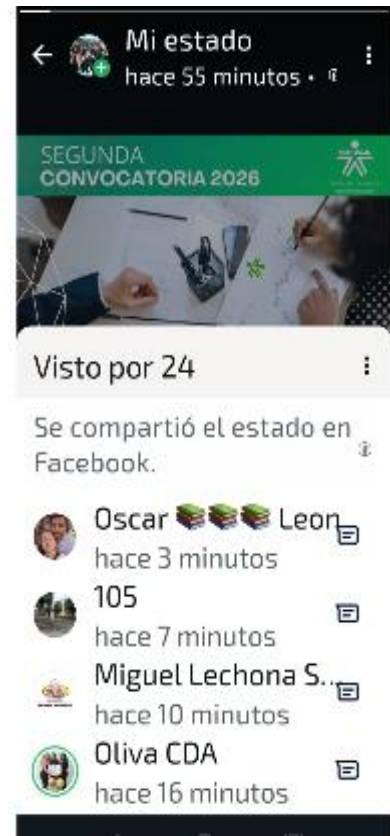 Mi estado
hace 55 minutos •
SEGUNDA
CONVOCATORIA 2026
Visto por 24
Se compartió el estado en
Facebook.
Oscar 📚📚📚 Leon
hace 3 minutos
105
hace 7 minutos
Miguel Lechona S...
hace 10 minutos
Oliva CDA
hace 16 minutos